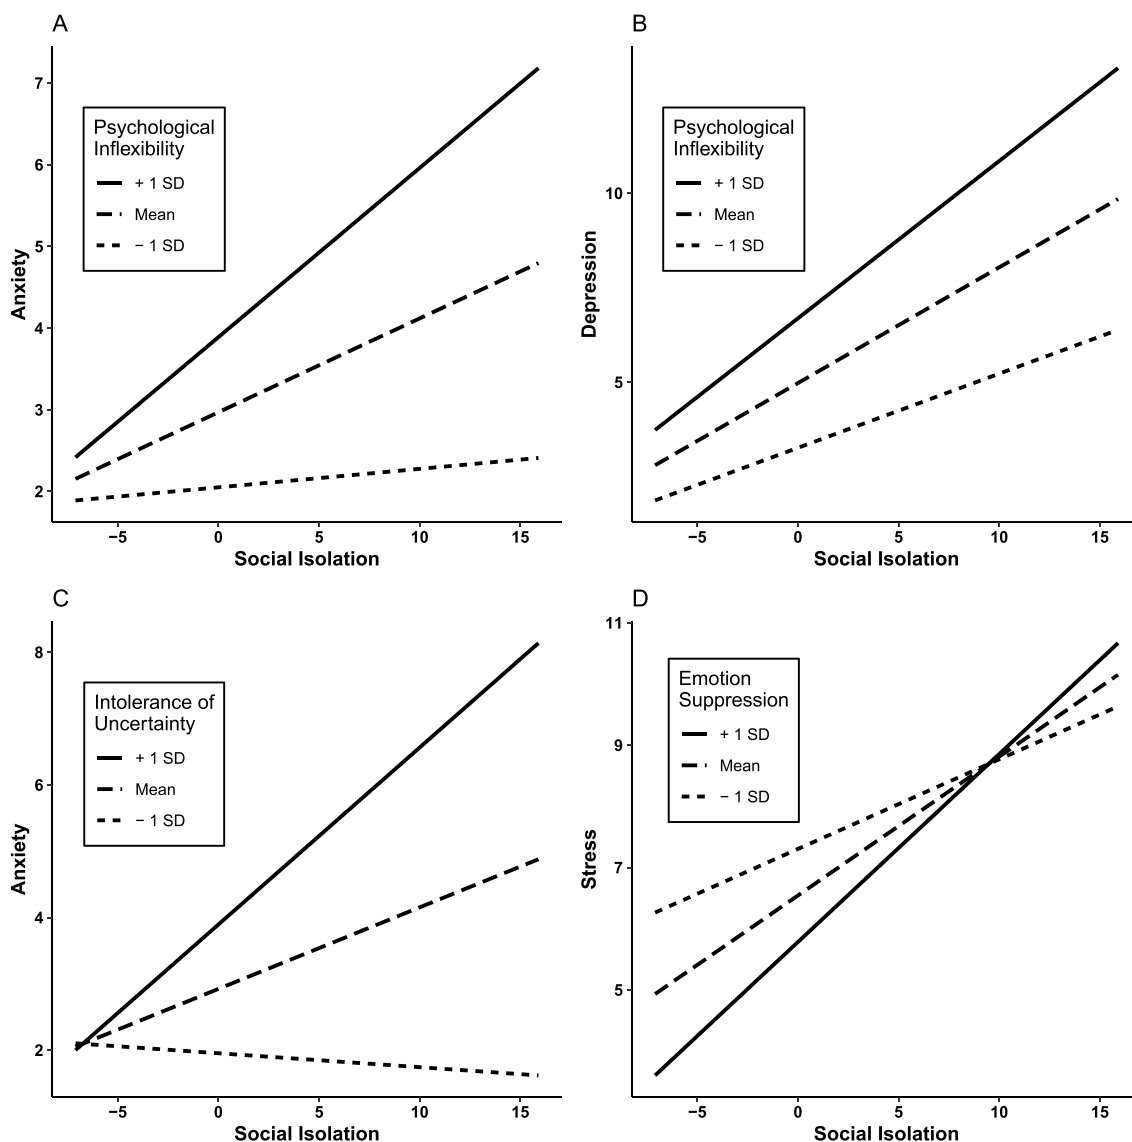 A
7
6
5
4
3
2
Anxiety
Psychological
Inflexibility
+ 1 SD
Mean
− 1 SD
−5 0 5 10 15
Social Isolation
B
10
5
Depression
Psychological
Inflexibility
+ 1 SD
Mean
− 1 SD
−5 0 5 10 15
Social Isolation
C
8
6
4
2
Anxiety
Intolerance of
Uncertainty
+ 1 SD
Mean
− 1 SD
−5 0 5 10 15
Social Isolation
D
11
9
7
5
Stress
Emotion
Suppression
+ 1 SD
Mean
− 1 SD
−5 0 5 10 15
Social Isolation